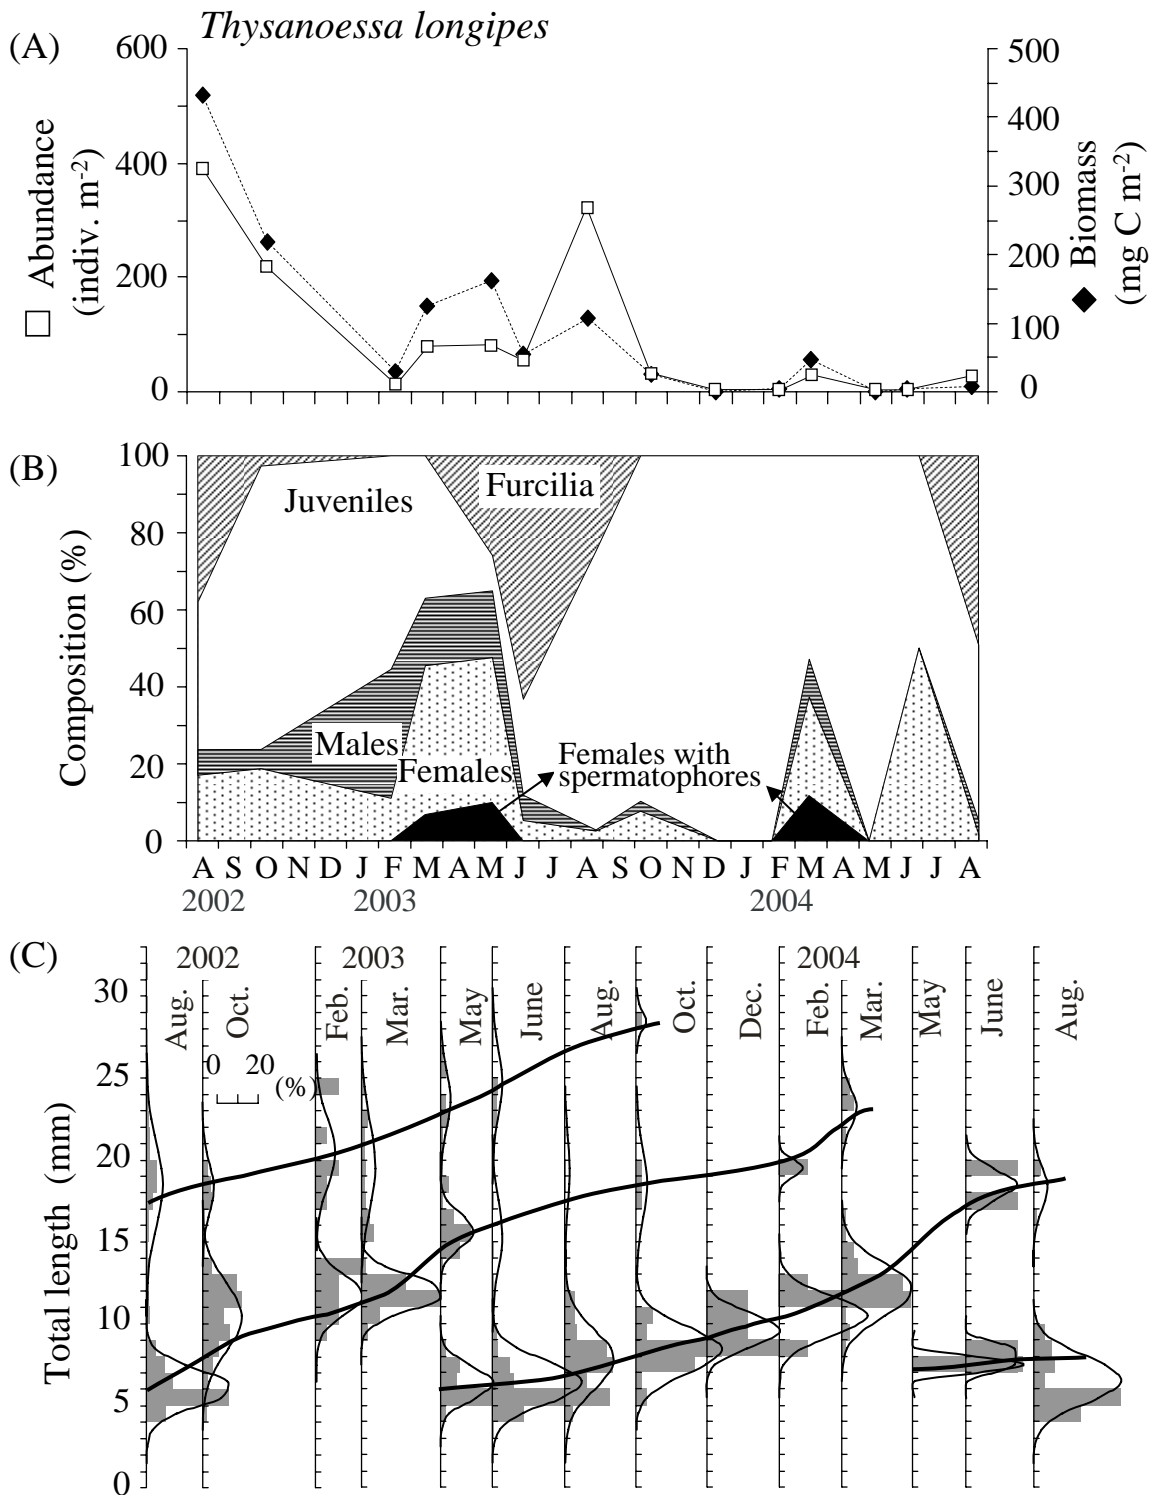 (A)
Thysanoessa longipes
600
400
200
0
Abundance
(indiv. m-2)
500
400
300
200
100
0
Biomass
(mg C m-2)
(B)
100
80
60
40
20
0
Composition (%)
Juveniles
Furcilia
Males
Females
Females with
spermatophores
A S O N D J F M A M J J A S O N D J F M A M J J A
2002 2003 2004
(C)
2002 2003 2004
Aug. Oct. Feb. Mar. May June Aug. Oct. Dec. Feb. Mar. May June Aug.
0 20
(%)
30
25
20
15
10
5
0
Total length (mm)